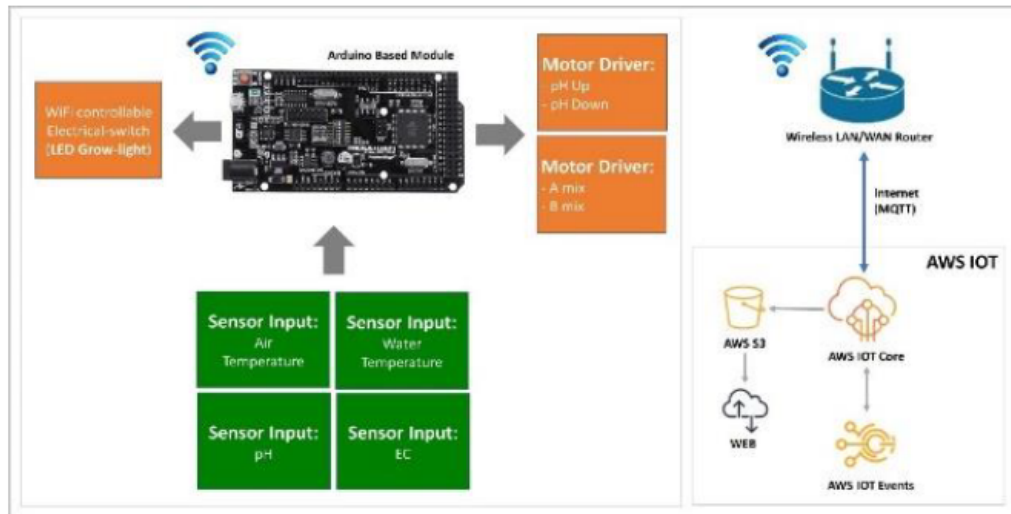 Arduino Based Module
WiFi controllable
Electrical-switch
(LED Grow-light)
Motor Driver:
- pH Up
- pH Down
Motor Driver:
- A mix
- B mix
Sensor Input:
Air
Temperature
Sensor Input:
Water
Temperature
Sensor Input:
pH
Sensor Input:
EC
Wireless LAN/WAN Router
Internet
(MQTT)
AWS IOT
AWS S3
AWS IOT Core
WEB
AWS IOT Events